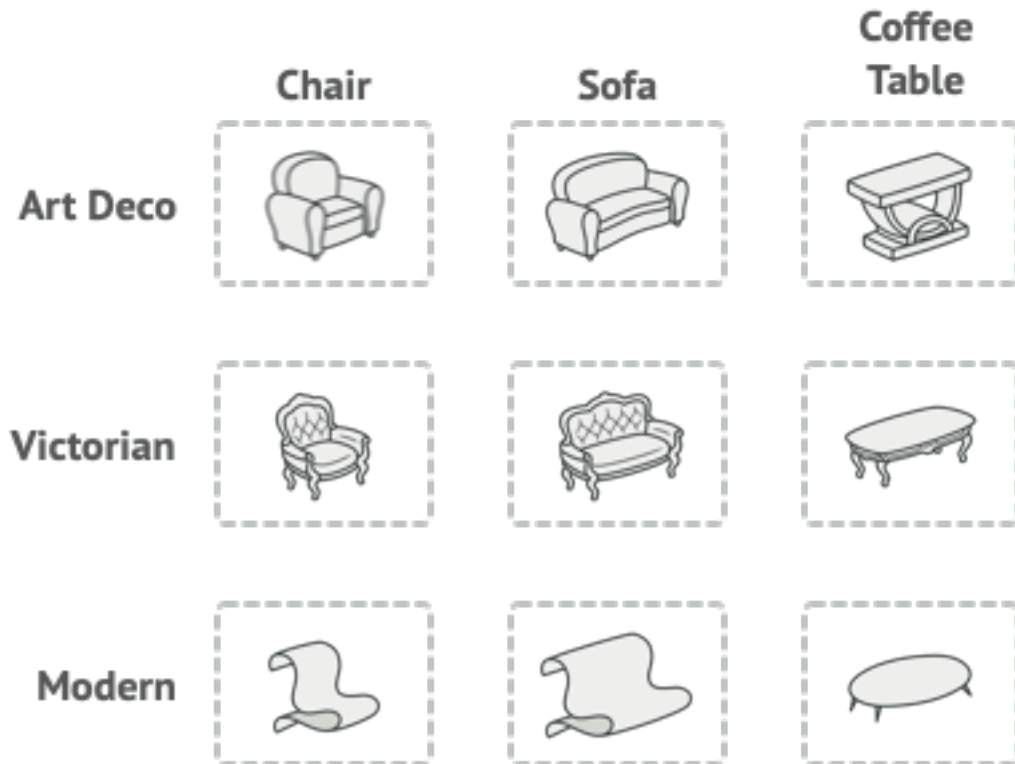 Coffee
Table
Chair
Sofa
Art Deco
Victorian
Modern